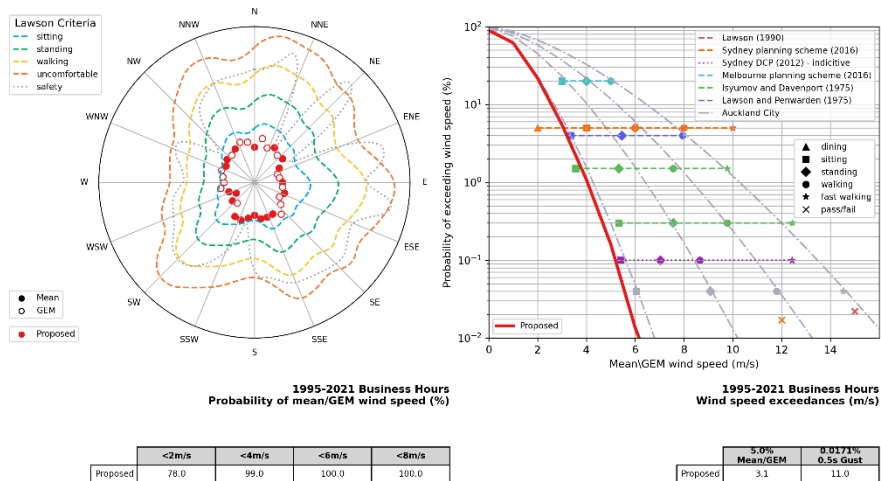 Lawson Criteria
sitting
standing
walking
uncomfortable
safety
N
NNE
ENE
E
ESE
SE
SSE
S
SSW
SW
WSW
W
WNW
NW
NNW
Mean
GEM
Proposed
1995-2021 Business Hours
Probability of mean/GEM wind speed (%)
<2m/s <4m/s <6m/s <8m/s
Proposed 78.0 99.0 100.0 100.0
Probability of exceeding wind speed (%)
10² 
10¹
10⁰
10⁻¹
10⁻²
Lawson (1990)
Sydney planning scheme (2016)
Sydney DCP (2012) - indicitive
Melbourne planning scheme (2016)
Isyumov and Davenport (1975)
Lawson and Penwarden (1975)
Auckland City
dining
sitting
standing
walking
fast walking
pass/fail
Proposed
0 2 4 6 8 10 12 14
Mean\GEM wind speed (m/s)
1995-2021 Business Hours
Wind speed exceedances (m/s)
5.0% 0.0171%
Mean/GEM 0.5s Gust
Proposed 3.1 11.0